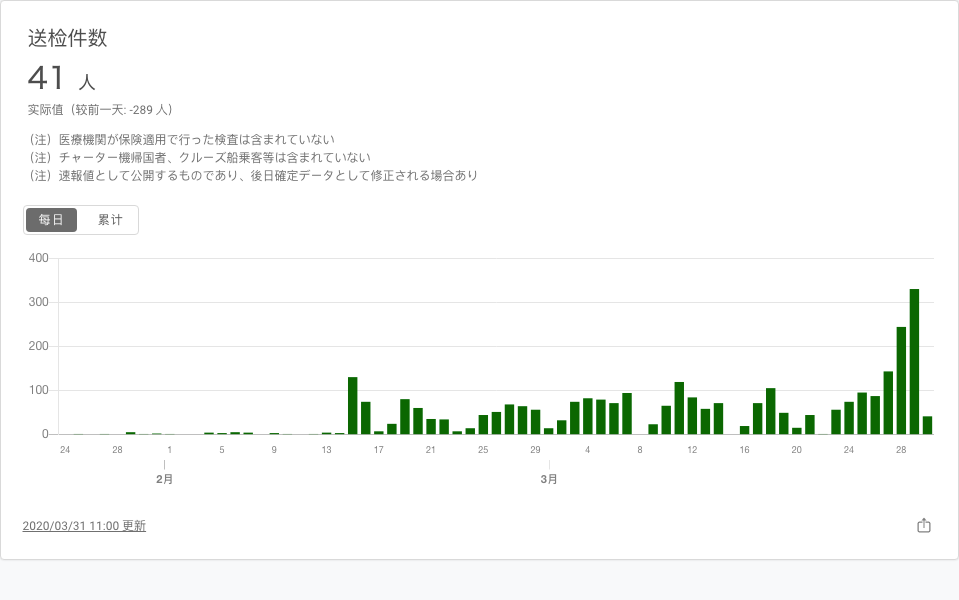 送检件数
41 人
实际值（较前一天: -289 人）
（注）医療機関が保険適用で行った検査は含まれていない
（注）チャーター機帰国者、クルーズ船乗客等は含まれていない
（注）速報値として公開するものであり、後日確定データとして修正される場合あり
每日 累计
400
300
200
100
0
24 28 1 5 9 13 17 21 25 29 4 8 12 16 20 24 28
2月 3月
2020/03/31 11:00 更新